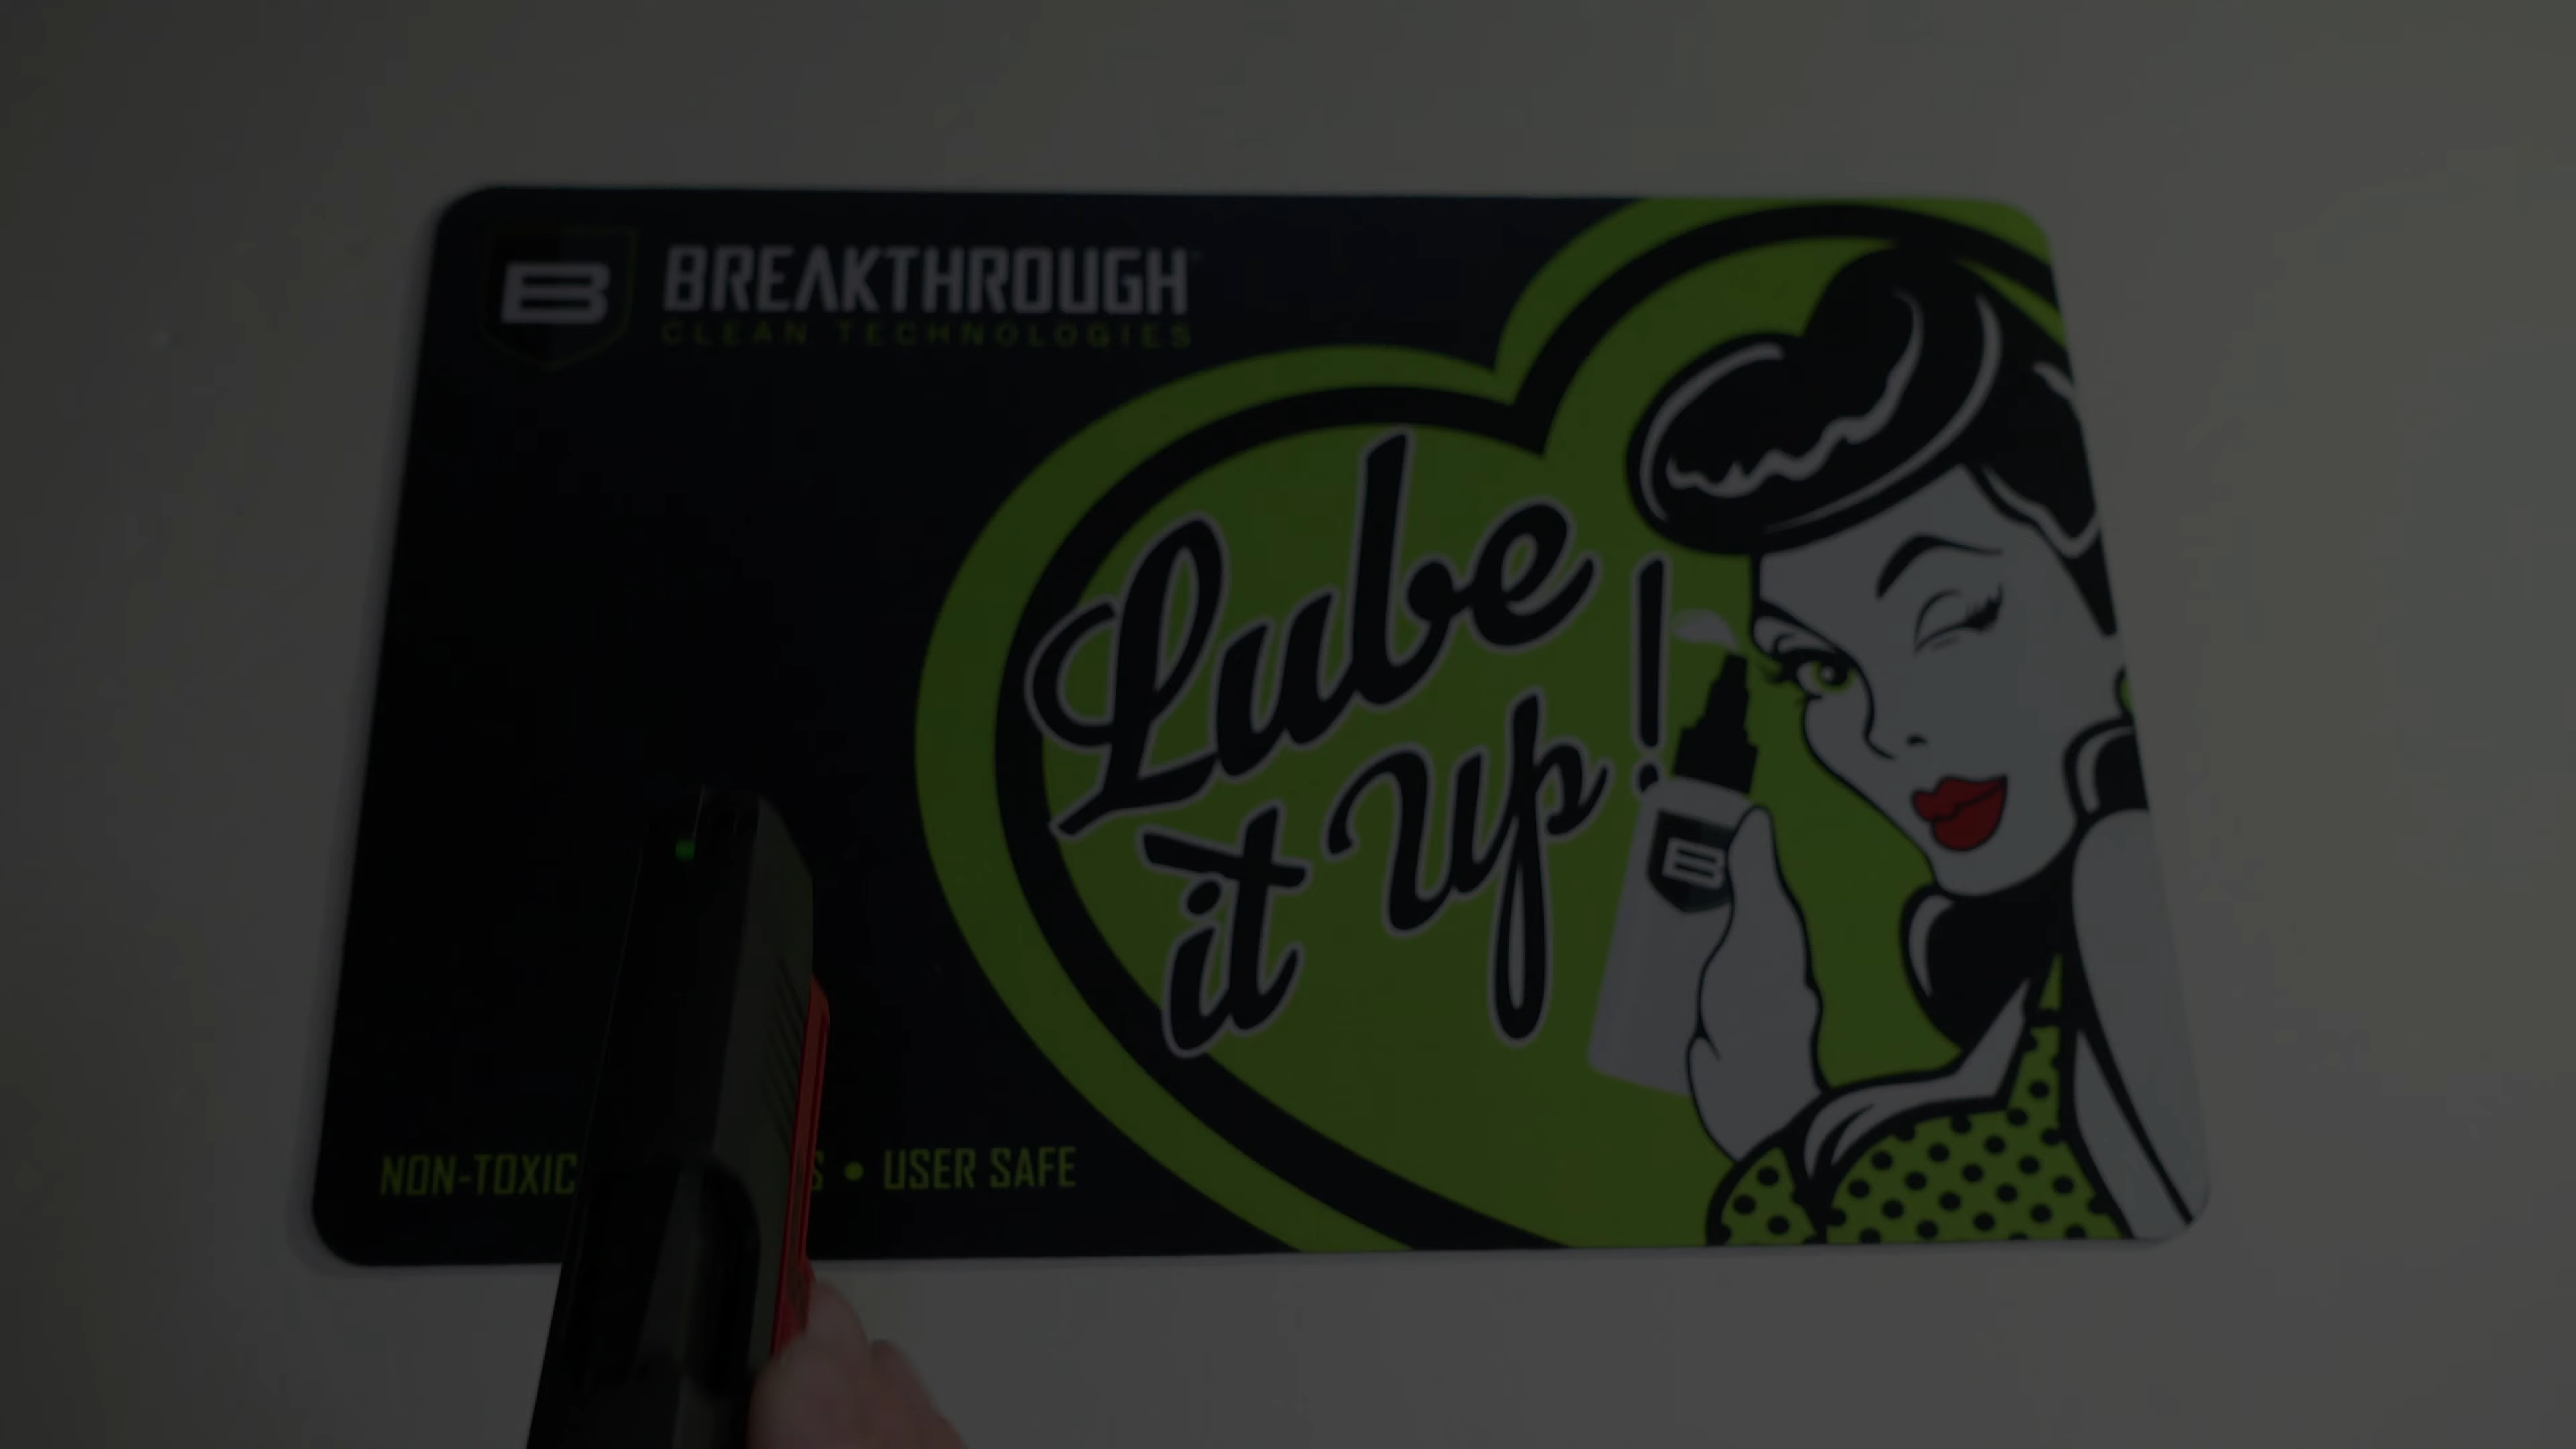 B BREAKTHROUGH
CLEAN TECHNOLOGIES
Lube
it Up!
B
NON-TOXIC
S • USER SAFE